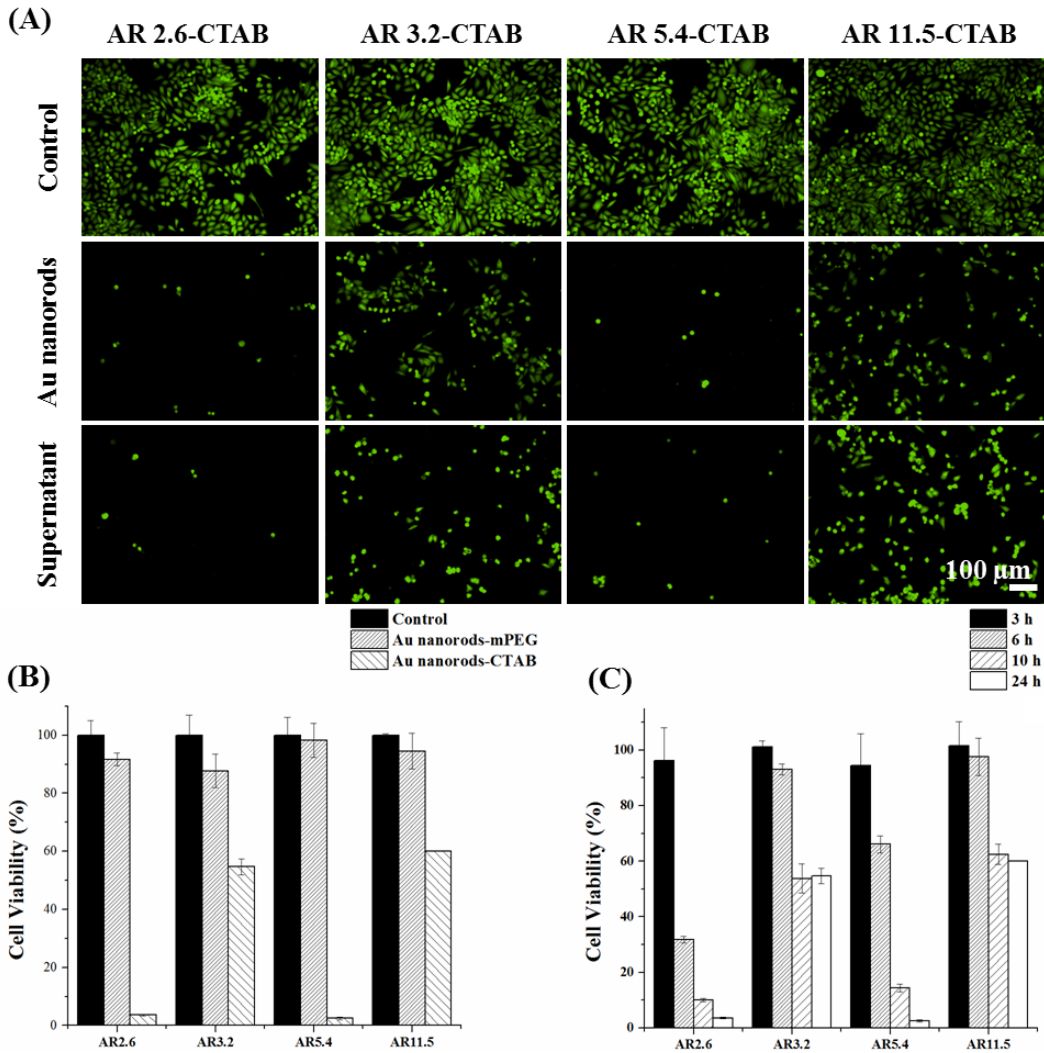 (A)
AR 2.6-CTAB AR 3.2-CTAB AR 5.4-CTAB AR 11.5-CTAB
Control
Au nanorods
Supernatant
100 μm
Control
Au nanorods-mPEG
Au nanorods-CTAB
3 h
6 h
10 h
24 h
(B)
Cell Viability (%)
100
80
60
40
20
0
AR2.6 AR3.2 AR5.4 AR11.5
(C)
Cell Viability (%)
100
80
60
40
20
0
AR2.6 AR3.2 AR5.4 AR11.5